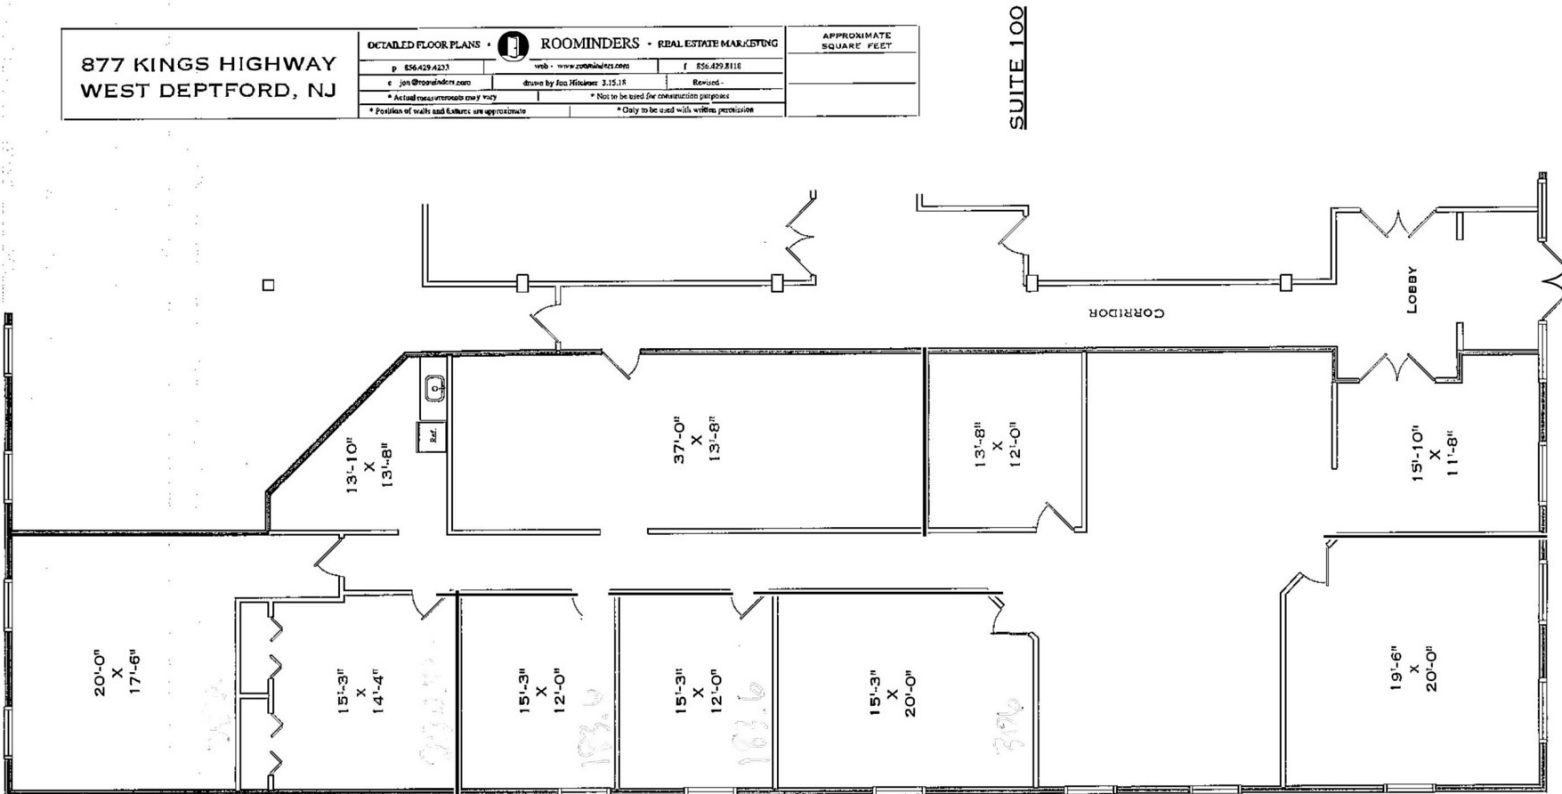 877 KINGS HIGHWAY
WEST DEPTFORD, NJ
DETAILED FLOOR PLANS • ROOMINDERS • REAL ESTATE MARKETING
p 856.429.4233 web - www.roominders.com f 856.429.8118
e jon@roominders.com drawn by Jon 3.15.18 Revised -
* Actual measurements may vary * Not to be used for construction purposes
* Position of walls and fixtures are approximate * Only to be used with written permission
APPROXIMATE
SQUARE FEET
SUITE 100
LOBBY
CORRIDOR
Ref.
13'-10"
X
13'-8"
37'-0"
X
13'-8"
13'-8"
X
12'-0"
15'-10"
X
11'-8"
20'-0"
X
17'-6"
15'-3"
X
14'-4"
15'-3"
X
12'-0"
183.6
15'-3"
X
12'-0"
183.6
15'-3"
X
20'-0"
19'-6"
X
20'-0"